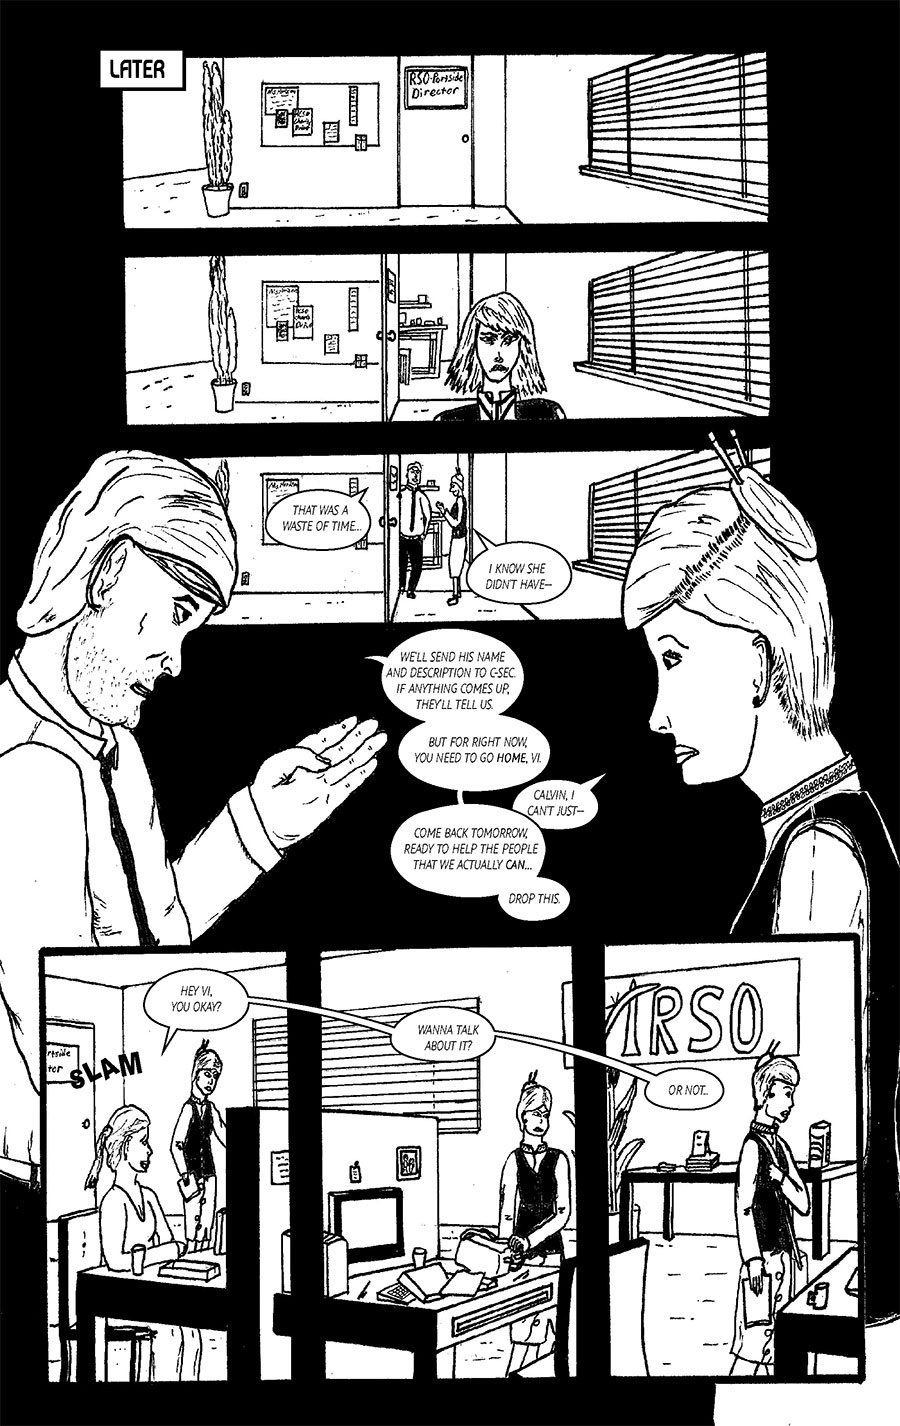 LATER
RSO-Portside
Director
THAT WAS A
WASTE OF TIME...
I KNOW SHE
DIDN'T HAVE—
WE'LL SEND HIS NAME
AND DESCRIPTION TO C-SEC.
IF ANYTHING COMES UP,
THEY'LL TELL US.
BUT FOR RIGHT NOW,
YOU NEED TO GO HOME, VI.
CALVIN, I
CAN'T JUST—
COME BACK TOMORROW,
READY TO HELP THE PEOPLE
THAT WE ACTUALLY CAN...
DROP THIS.
HEY VI,
YOU OKAY?
rtside
tor
SLAM
WANNA TALK
ABOUT IT?
IRSO
OR NOT...